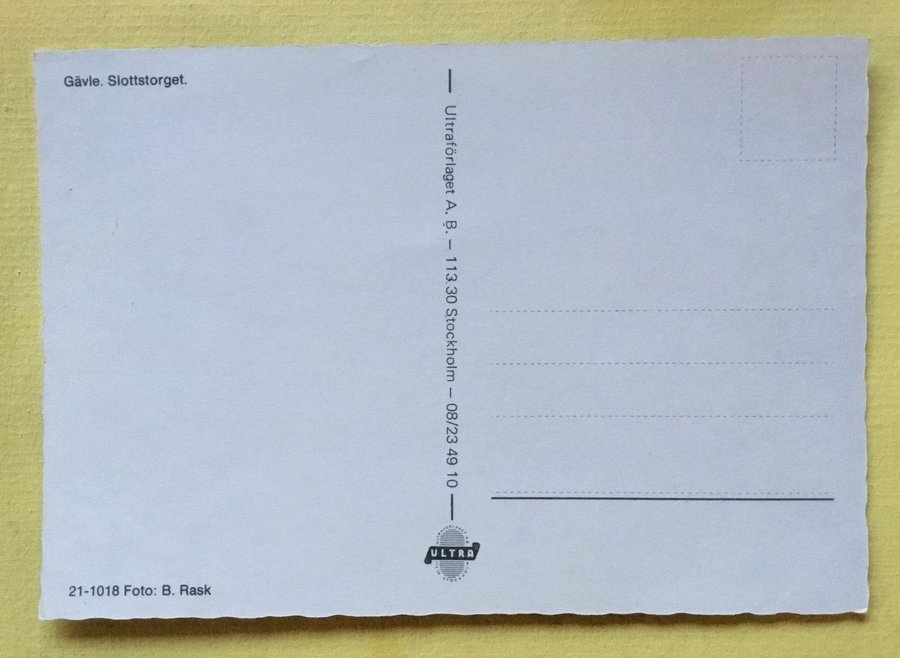 Gävle. Slottstorget.
Ultraförlaget A. B. – 113 30 Stockholm – 08/23 49 10
ULTRA
21-1018 Foto: B. Rask